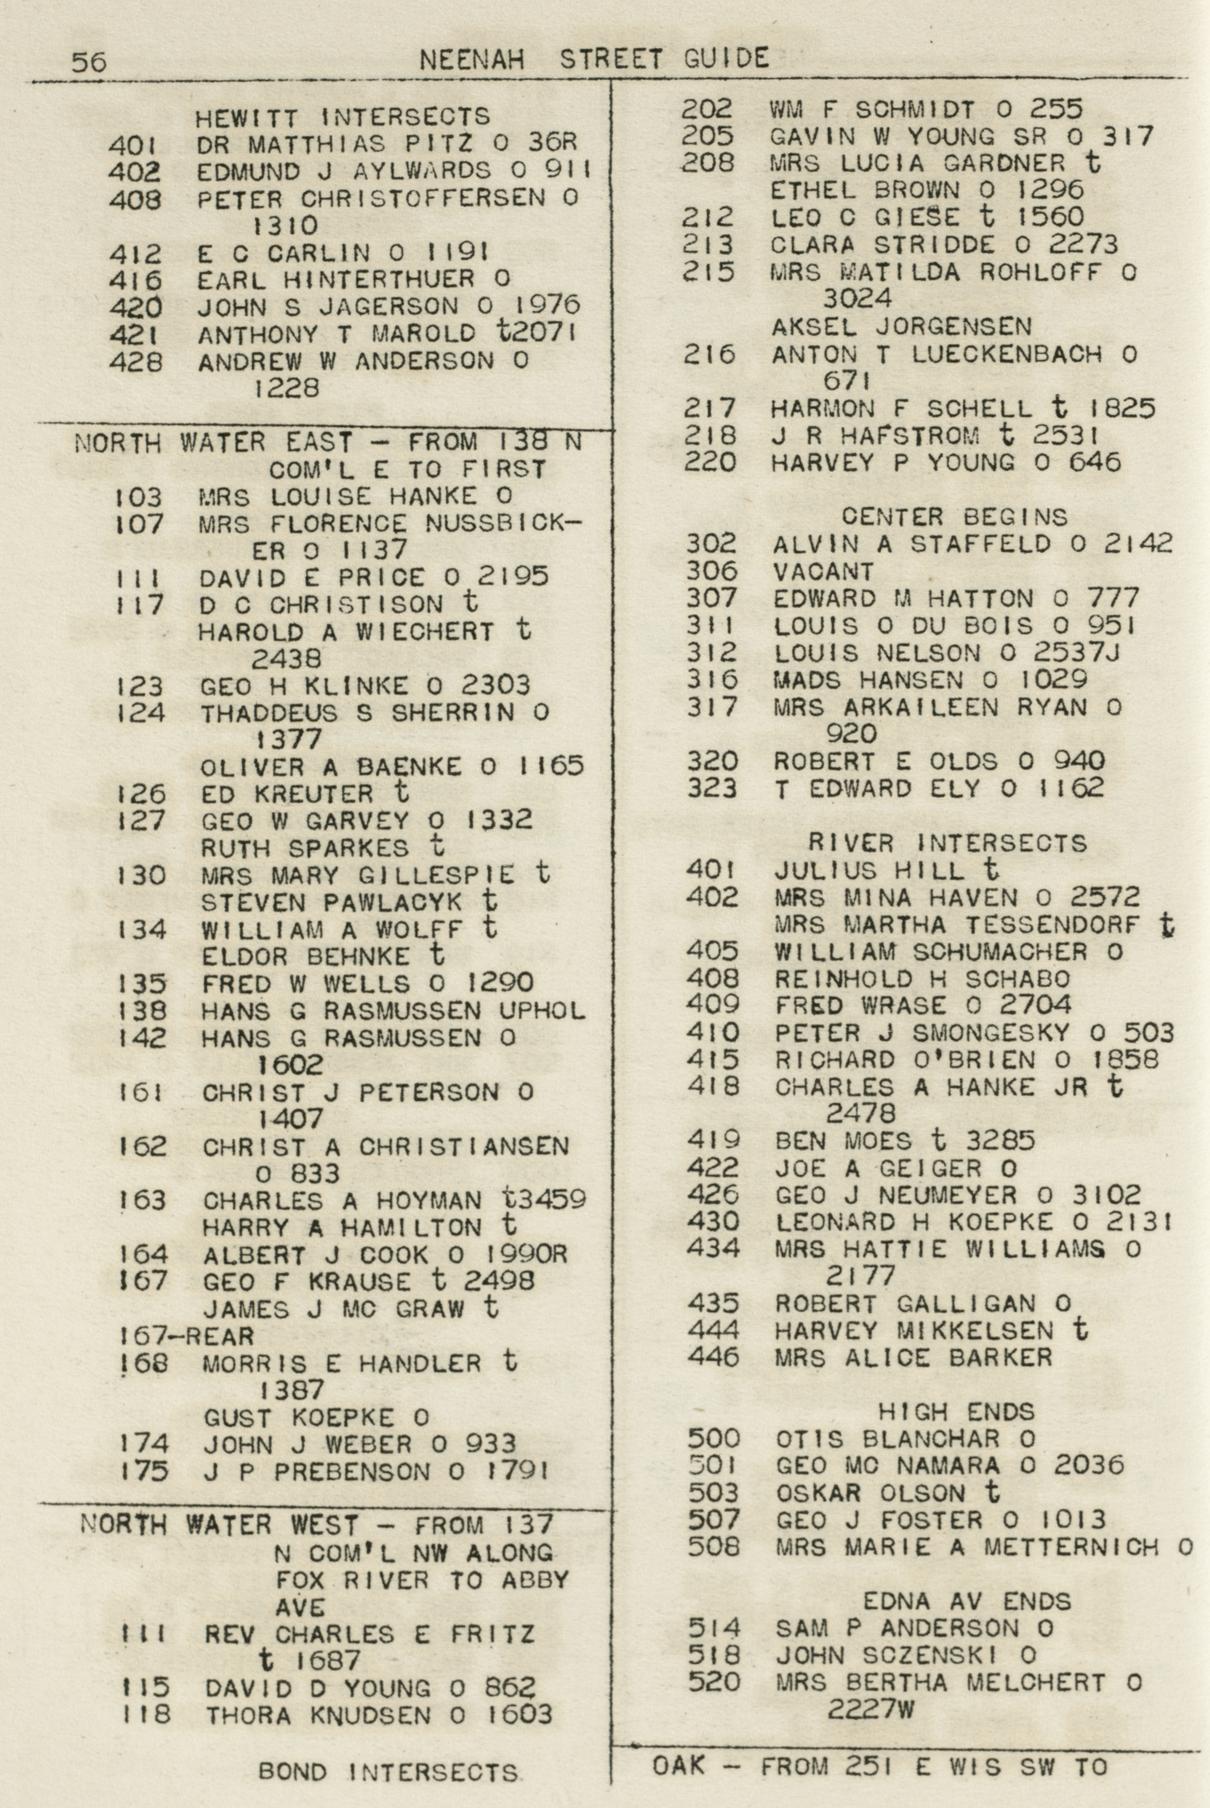 56 NEENAH STREET GUIDE
HEWITT INTERSECTS
401 DR MATTHIAS PITZ O 36R
402 EDMUND J AYLWARDS O 911
408 PETER CHRISTOFFERSEN O
1310
412 E C CARLIN O 1191
416 EARL HINTERTHUER O
420 JOHN S JAGERSON O 1976
421 ANTHONY T MAROLD t2071
428 ANDREW W ANDERSON O
1228
NORTH WATER EAST – FROM 138 N
COM'L E TO FIRST
103 MRS LOUISE HANKE O
107 MRS FLORENCE NUSSBICK–
ER O 1137
111 DAVID E PRICE O 2195
117 D C CHRISTISON t
HAROLD A WIECHERT t
2438
123 GEO H KLINKE O 2303
124 THADDEUS S SHERRIN O
1377
OLIVER A BAENKE O 1165
126 ED KREUTER t
127 GEO W GARVEY O 1332
RUTH SPARKES t
130 MRS MARY GILLESPIE t
STEVEN PAWLACYK t
134 WILLIAM A WOLFF t
ELDOR BEHNKE t
135 FRED W WELLS O 1290
138 HANS G RASMUSSEN UPHOL
142 HANS G RASMUSSEN O
1602
161 CHRIST J PETERSON O
1407
162 CHRIST A CHRISTIANSEN
O 833
163 CHARLES A HOYMAN t3459
HARRY A HAMILTON t
164 ALBERT J COOK O 1990R
167 GEO F KRAUSE t 2498
JAMES J MC GRAW t
167–REAR
168 MORRIS E HANDLER t
1387
GUST KOEPKE O
174 JOHN J WEBER O 933
175 J P PREBENSON O 1791
NORTH WATER WEST – FROM 137
N COM'L NW ALONG
FOX RIVER TO ABBY
AVE
111 REV CHARLES E FRITZ
t 1687
115 DAVID D YOUNG O 862
118 THORA KNUDSEN O 1603
BOND INTERSECTS
202 WM F SCHMIDT O 255
205 GAVIN W YOUNG SR O 317
208 MRS LUCIA GARDNER t
ETHEL BROWN O 1296
212 LEO C GIESE t 1560
213 CLARA STRIDDE O 2273
215 MRS MATILDA ROHLOFF O
3024
AKSEL JORGENSEN
216 ANTON T LUECKENBACH O
671
217 HARMON F SCHELL t 1825
218 J R HAFSTROM t 2531
220 HARVEY P YOUNG O 646
CENTER BEGINS
302 ALVIN A STAFFELD O 2142
306 VACANT
307 EDWARD M HATTON O 777
311 LOUIS O DU BOIS O 951
312 LOUIS NELSON O 2537J
316 MADS HANSEN O 1029
317 MRS ARKAILEEN RYAN O
920
320 ROBERT E OLDS O 940
323 T EDWARD ELY O 1162
RIVER INTERSECTS
401 JULIUS HILL t
402 MRS MINA HAVEN O 2572
MRS MARTHA TESSENDORF t
405 WILLIAM SCHUMACHER O
408 REINHOLD H SCHABO
409 FRED WRASE O 2704
410 PETER J SMONGESKY O 503
415 RICHARD O'BRIEN O 1858
418 CHARLES A HANKE JR t
2478
419 BEN MOES t 3285
422 JOE A GEIGER O
426 GEO J NEUMEYER O 3102
430 LEONARD H KOEPKE O 2131
434 MRS HATTIE WILLIAMS O
2177
435 ROBERT GALLIGAN O
444 HARVEY MIKKELSEN t
446 MRS ALICE BARKER
HIGH ENDS
500 OTIS BLANCHAR O
501 GEO MC NAMARA O 2036
503 OSKAR OLSON t
507 GEO J FOSTER O 1013
508 MRS MARIE A METTERNICH O
EDNA AV ENDS
514 SAM P ANDERSON O
518 JOHN SCZENSKI O
520 MRS BERTHA MELCHERT O
2227W
OAK – FROM 251 E WIS SW TO